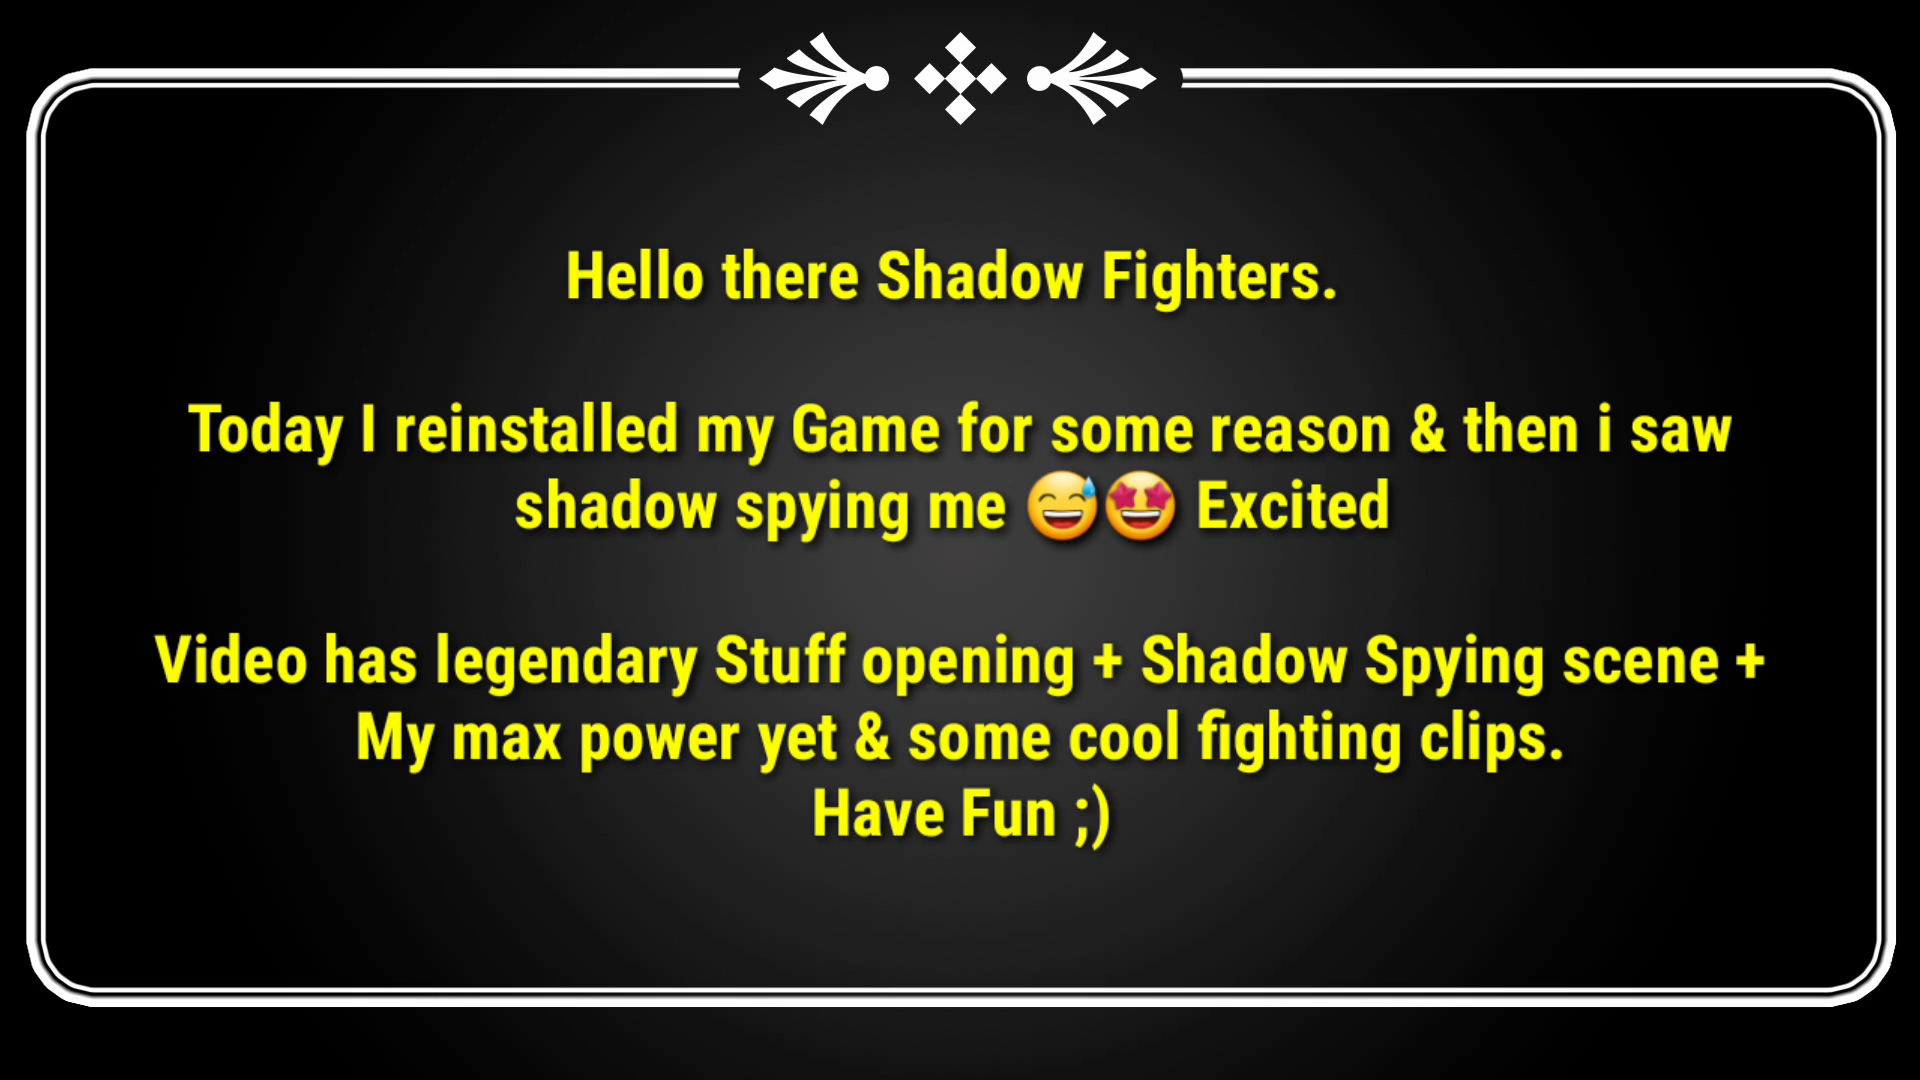 Hello there Shadow Fighters.
Today I reinstalled my Game for some reason & then i saw
shadow spying me 😅🤩 Excited
Video has legendary Stuff opening + Shadow Spying scene +
My max power yet & some cool fighting clips.
Have Fun ;)